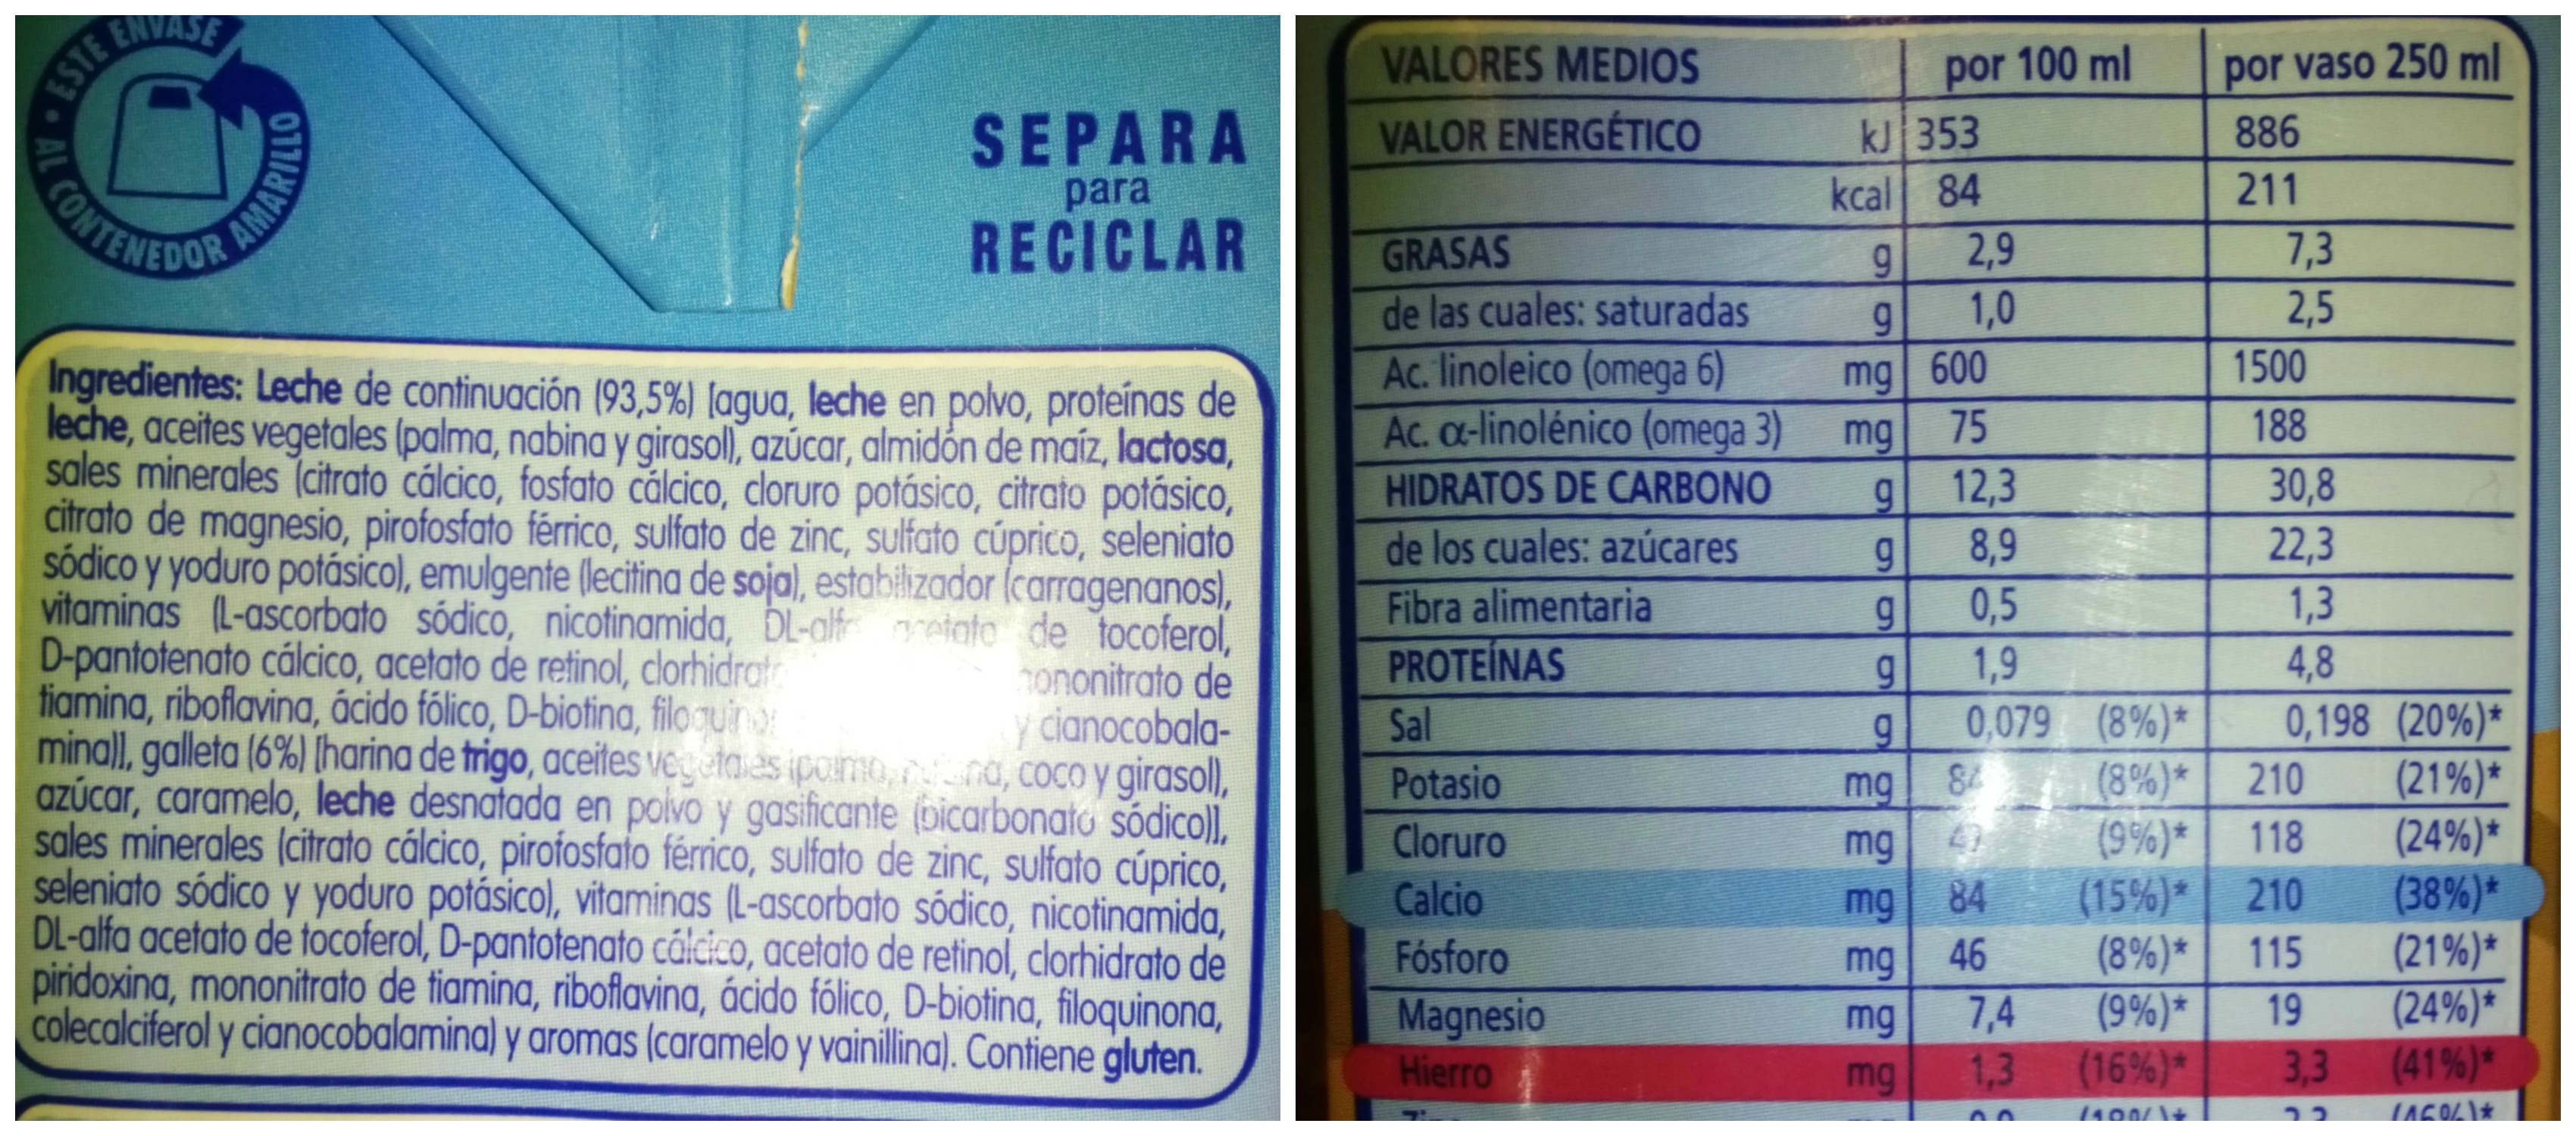 ESTE ENVASE • AL CONTENEDOR AMARILLO
SEPARA
para
RECICLAR
Ingredientes: Leche de continuación (93,5%) [agua, leche en polvo, proteínas de
leche, aceites vegetales (palma, nabina y girasol), azúcar, almidón de maíz, lactosa,
sales minerales (citrato cálcico, fosfato cálcico, cloruro potásico, citrato potásico,
citrato de magnesio, pirofosfato férrico, sulfato de zinc, sulfato cúprico, seleniato
sódico y yoduro potásico), emulgente (lecitina de soja), estabilizador (carragenanos),
vitaminas (L-ascorbato sódico, nicotinamida, DL-alfa acetato de tocoferol,
D-pantotenato cálcico, acetato de retinol, de
tiamina, riboflavina, ácido fólico, D-biotina, y cianocobala-
mina)], galleta (6%) [harina de trigo, aceites vegetales (palma, coco y girasol),
azúcar, caramelo, leche desnatada en polvo y gasificante (bicarbonato sódico)],
sales minerales (citrato cálcico, pirofosfato férrico, sulfato de zinc, sulfato cúprico,
seleniato sódico y yoduro potásico), vitaminas (L-ascorbato sódico, nicotinamida,
DL-alfa acetato de tocoferol, D-pantotenato cálcico, acetato de retinol, clorhidrato de
piridoxina, mononitrato de tiamina, riboflavina, ácido fólico, D-biotina, filoquinona,
colecalciferol y cianocobalamina) y aromas (caramelo y vainillina). Contiene gluten.
VALORES MEDIOS por 100 ml por vaso 250 ml
VALOR ENERGÉTICO kJ 353 886
kcal 84 211
GRASAS g 2,9 7,3
de las cuales: saturadas g 1,0 2,5
Ac. linoleico (omega 6) mg 600 1500
Ac. α-linolénico (omega 3) mg 75 188
HIDRATOS DE CARBONO g 12,3 30,8
de los cuales: azúcares g 8,9 22,3
Fibra alimentaria g 0,5 1,3
PROTEÍNAS g 1,9 4,8
Sal g 0,079 (8%)* 0,198 (20%)*
Potasio mg (8%)* 210 (21%)*
Cloruro mg (9%)* 118 (24%)*
Calcio mg 84 (15%)* 210 (38%)*
Fósforo mg 46 (8%)* 115 (21%)*
Magnesio mg 7,4 (9%)* 19 (24%)*
Hierro mg 1,3 (16%)* 3,3 (41%)*